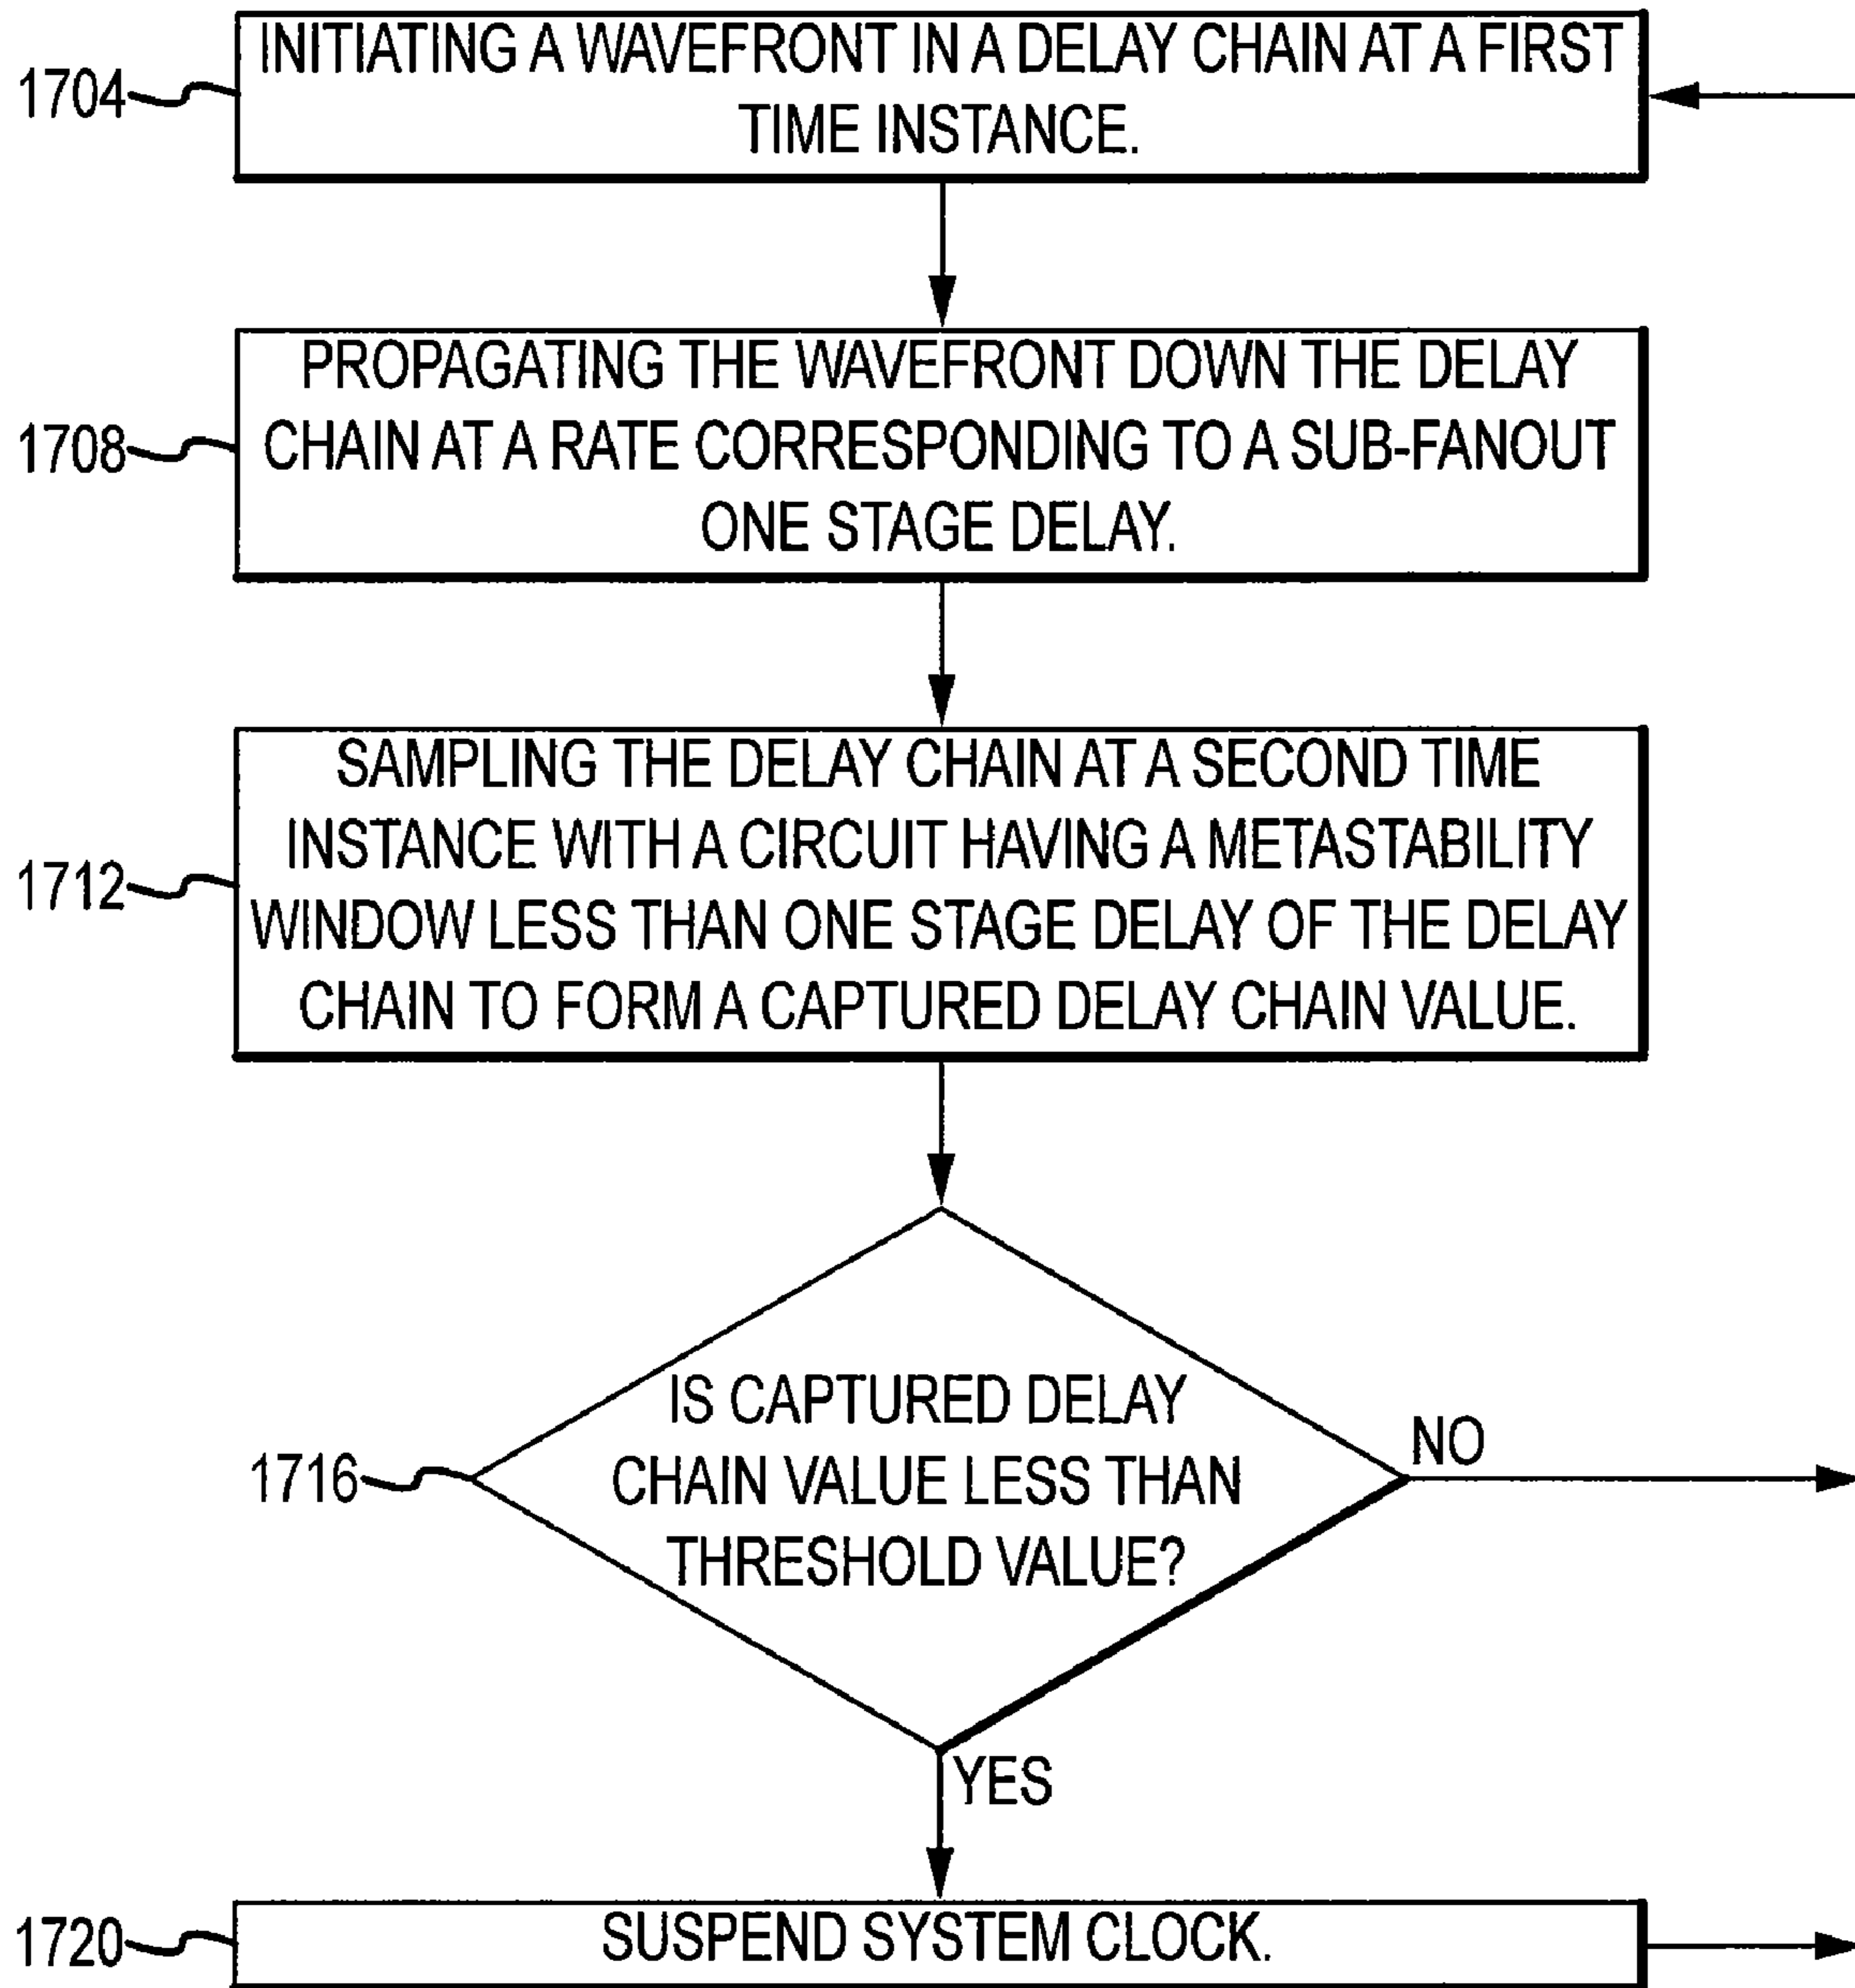 1704
INITIATING A WAVEFRONT IN A DELAY CHAIN AT A FIRST
TIME INSTANCE.
1708
PROPAGATING THE WAVEFRONT DOWN THE DELAY
CHAIN AT A RATE CORRESPONDING TO A SUB-FANOUT
ONE STAGE DELAY.
1712
SAMPLING THE DELAY CHAIN AT A SECOND TIME
INSTANCE WITH A CIRCUIT HAVING A METASTABILITY
WINDOW LESS THAN ONE STAGE DELAY OF THE DELAY
CHAIN TO FORM A CAPTURED DELAY CHAIN VALUE.
1716
IS CAPTURED DELAY
CHAIN VALUE LESS THAN
THRESHOLD VALUE?
NO
YES
1720
SUSPEND SYSTEM CLOCK.